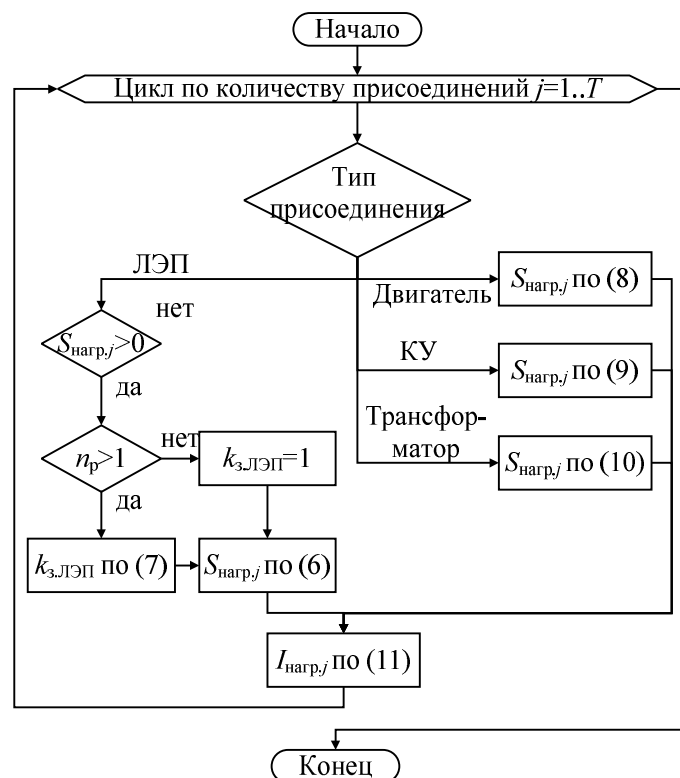 Начало
Цикл по количеству присоединений j=1..T
Тип
присоединения
ЛЭП
Двигатель
Sнагр.j по (8)
нет
Sнагр.j>0
КУ
Sнагр.j по (9)
да
Трансфор-
матор
Sнагр.j по (10)
nр>1
нет
kз.ЛЭП=1
да
kз.ЛЭП по (7)
Sнагр.j по (6)
Iнагр.j по (11)
Конец